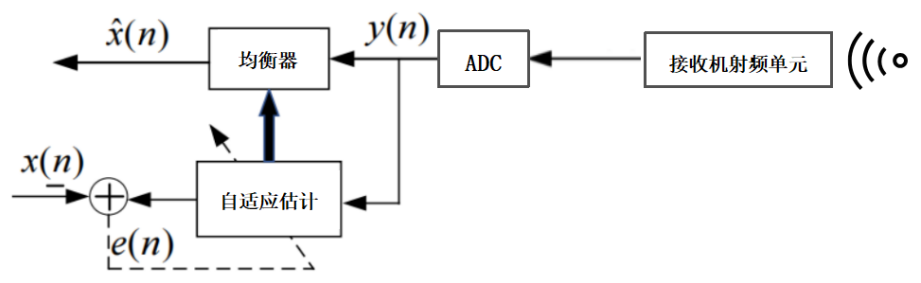 x̂(n)
均衡器
y(n)
ADC
接收机射频单元
x(n)
−
+
自适应估计
e(n)